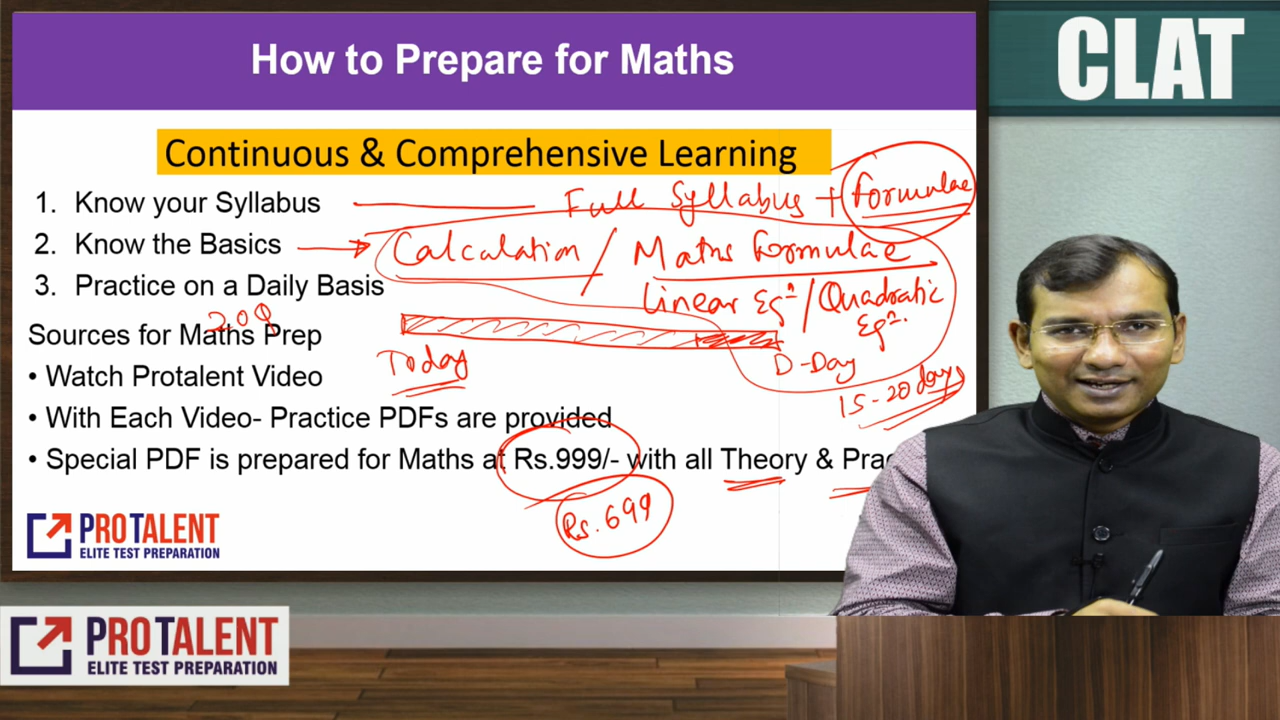 How to Prepare for Maths
CLAT
Continuous & Comprehensive Learning
1. Know your Syllabus
Full Syllabus + Formulae
2. Know the Basics
Calculation / Maths Formulae
3. Practice on a Daily Basis
Linear Eqⁿ / Quadratic Eqⁿ.
20Q
Sources for Maths Prep
Today
D-Day
15-20 days
• Watch Protalent Video
• With Each Video- Practice PDFs are provided
• Special PDF is prepared for Maths at Rs.999/- with all Theory & Prac
Rs. 699
PROTALENT
ELITE TEST PREPARATION
PROTALENT
ELITE TEST PREPARATION